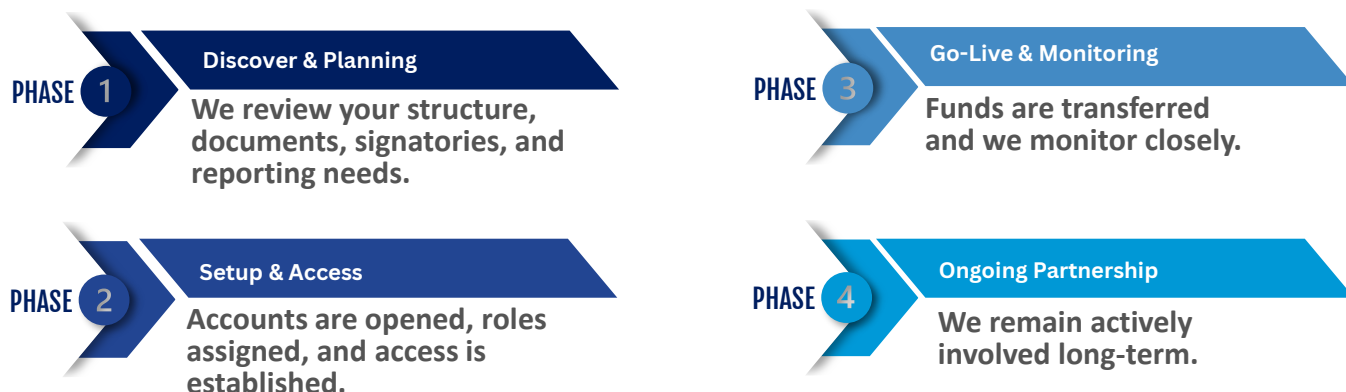 PHASE 1
Discover & Planning
We review your structure,
documents, signatories, and
reporting needs.
PHASE 2
Setup & Access
Accounts are opened, roles
assigned, and access is
established.
PHASE 3
Go-Live & Monitoring
Funds are transferred
and we monitor closely.
PHASE 4
Ongoing Partnership
We remain actively
involved long-term.